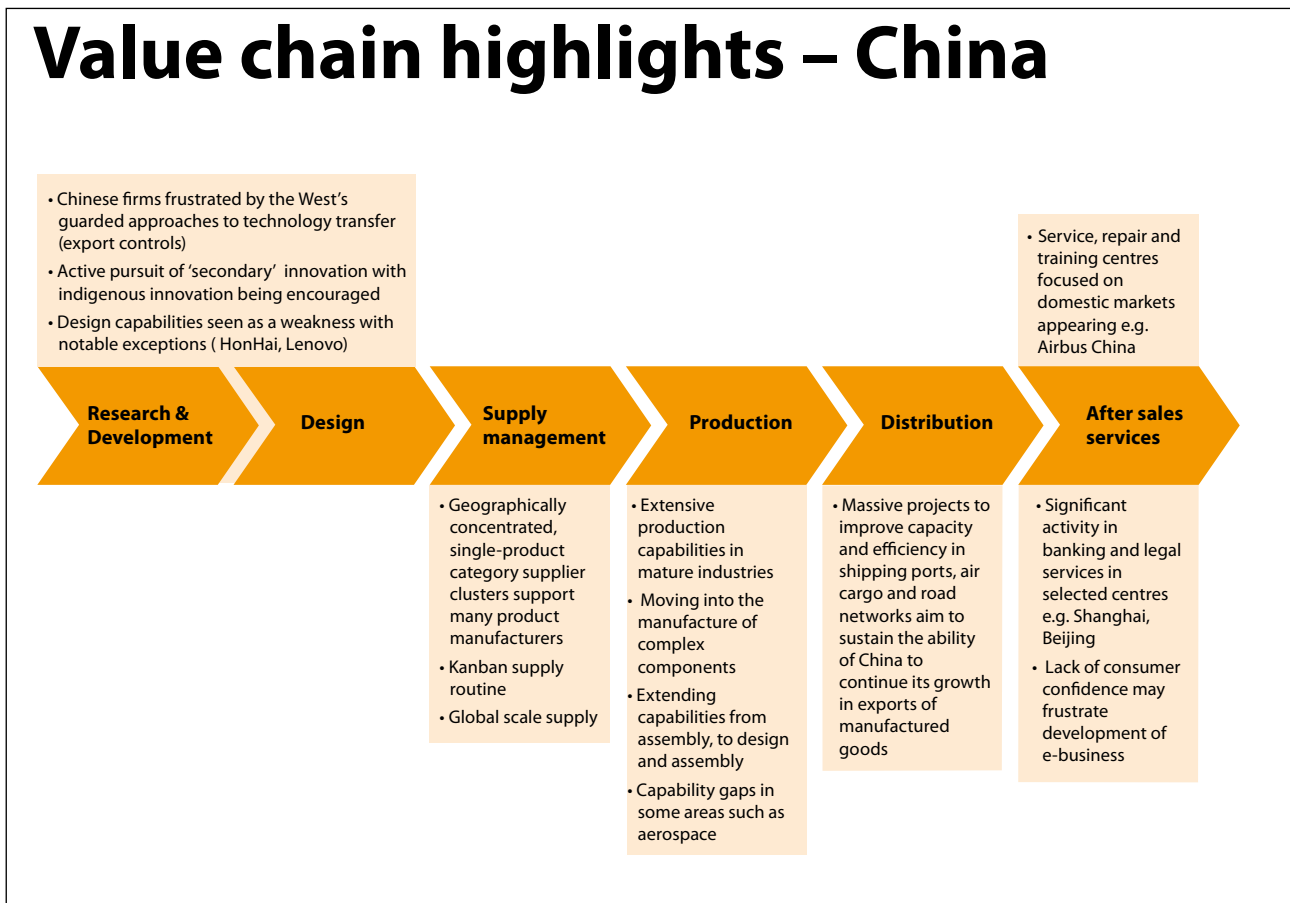 Value chain highlights – China
• Chinese firms frustrated by the West's
guarded approaches to technology transfer
(export controls)
• Active pursuit of 'secondary' innovation with
indigenous innovation being encouraged
• Design capabilities seen as a weakness with
notable exceptions ( HonHai, Lenovo)
• Service, repair and
training centres
focused on
domestic markets
appearing e.g.
Airbus China
Research &
Development
Design
Supply
management
Production
Distribution
After sales
services
• Geographically
concentrated,
single-product
category supplier
clusters support
many product
manufacturers
• Kanban supply
routine
• Global scale supply
• Extensive
production
capabilities in
mature industries
• Moving into the
manufacture of
complex
components
• Extending
capabilities from
assembly, to design
and assembly
• Capability gaps in
some areas such as
aerospace
• Massive projects to
improve capacity
and efficiency in
shipping ports, air
cargo and road
networks aim to
sustain the ability
of China to
continue its growth
in exports of
manufactured
goods
• Significant
activity in
banking and legal
services in
selected centres
e.g. Shanghai,
Beijing
• Lack of consumer
confidence may
frustrate
development of
e-business